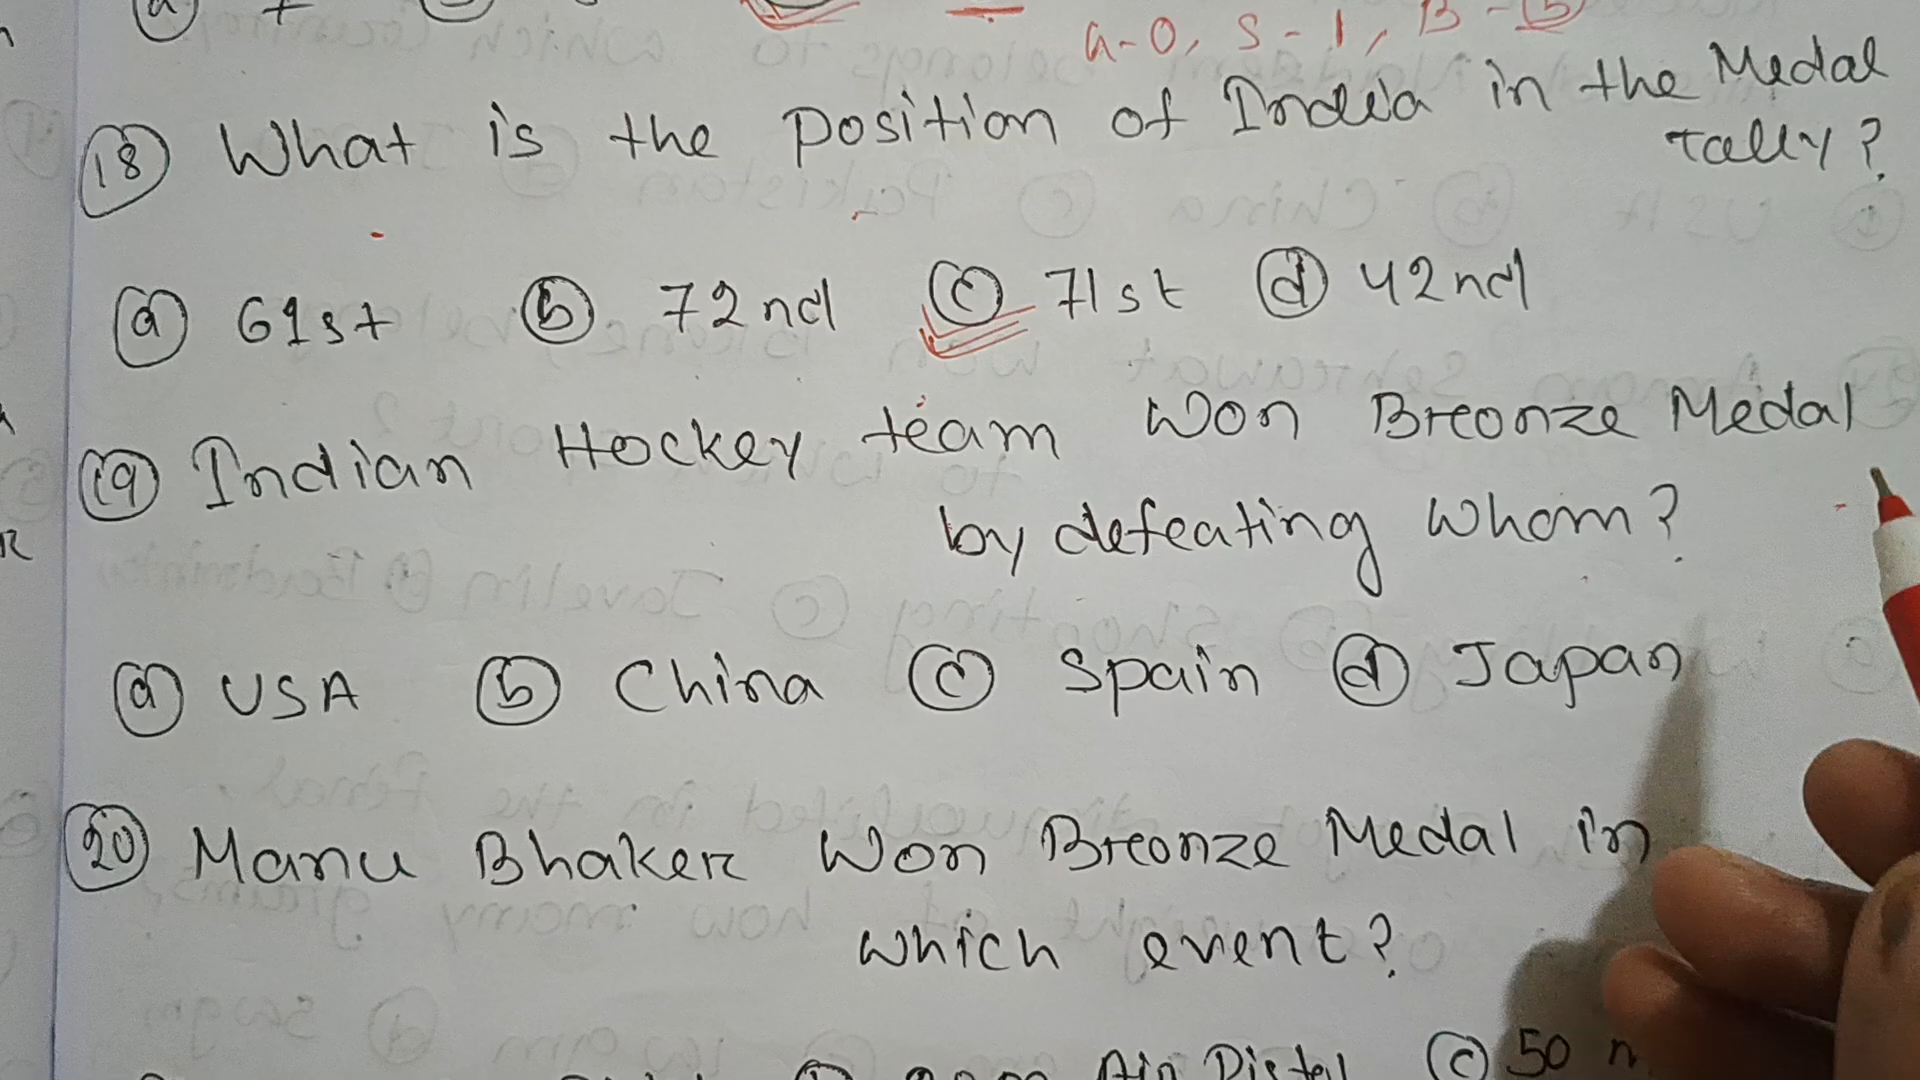 G-0, S-1, B-5
18 What is the position of India in the Medal
Tally?
a 61st b 72nd c 71st d 42nd
19 Indian Hockey team Won Bronze Medal
by defeating Whom?
a USA b China c Spain d Japan
20 Manu Bhaker Won Bronze Medal in
which event?
Air Pistol c 50